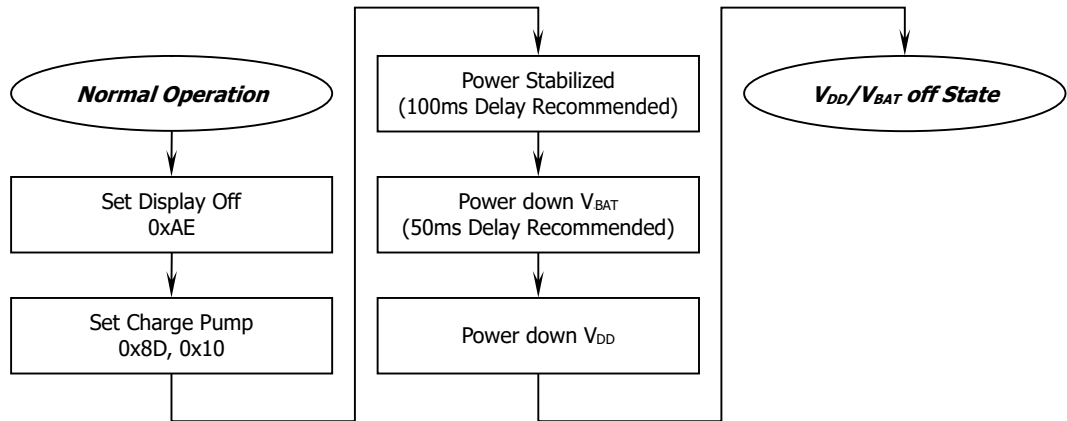 Normal Operation
Set Display Off
0xAE
Set Charge Pump
0x8D, 0x10
Power Stabilized
(100ms Delay Recommended)
Power down VBAT
(50ms Delay Recommended)
Power down VDD
VDD/VBAT off State